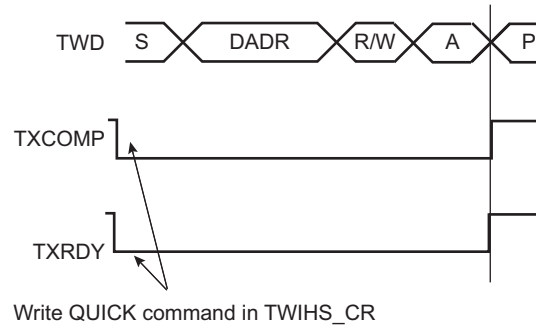 TWD S DADR R/W A P
TXCOMP
TXRDY
Write QUICK command in TWIHS_CR